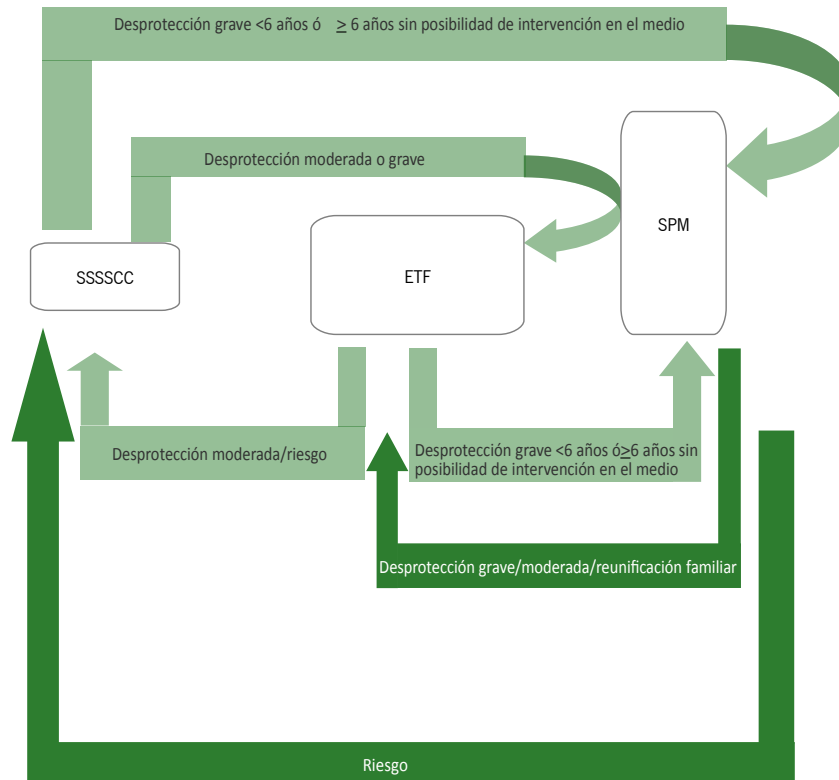 Desprotección grave <6 años ó ≥ 6 años sin posibilidad de intervención en el medio
Desprotección moderada o grave
SPM
SSSSCC
ETF
Desprotección moderada/riesgo
Desprotección grave <6 años ó≥6 años sin
posibilidad de intervención en el medio
Desprotección grave/moderada/reunificación familiar
Riesgo